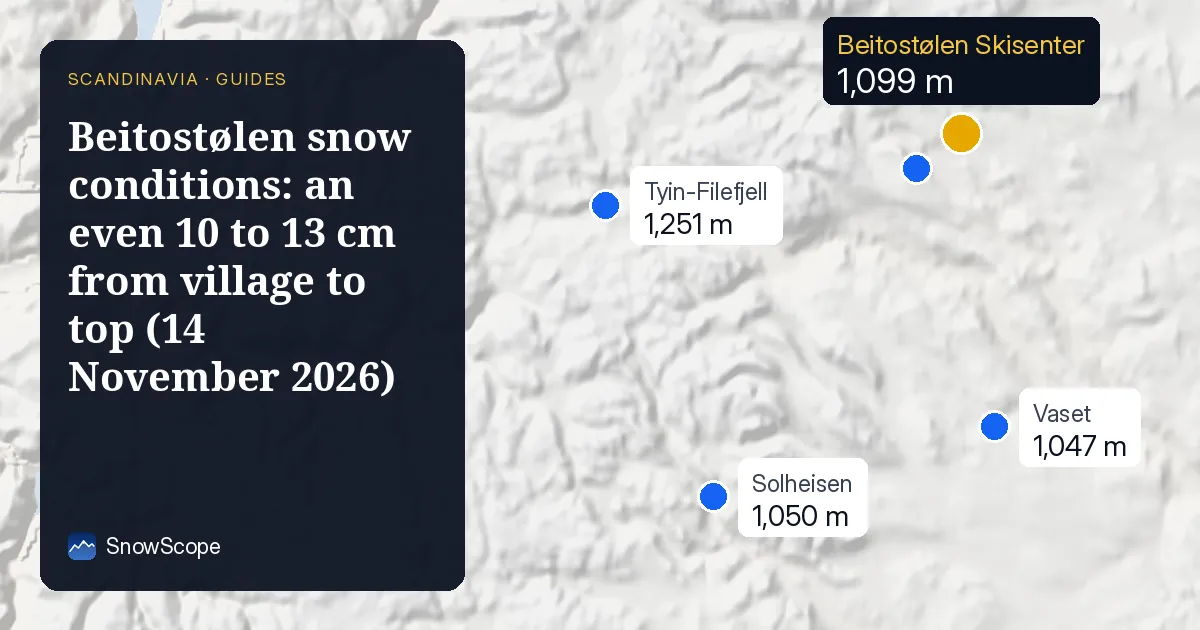 SCANDINAVIA · GUIDES
Beitostølen snow
conditions: an
even 10 to 13 cm
from village to
top (14
November 2026)
SnowScope
Beitostølen Skisenter
1,099 m
Tyin-Filefjell
1,251 m
Vaset
1,047 m
Solheisen
1,050 m